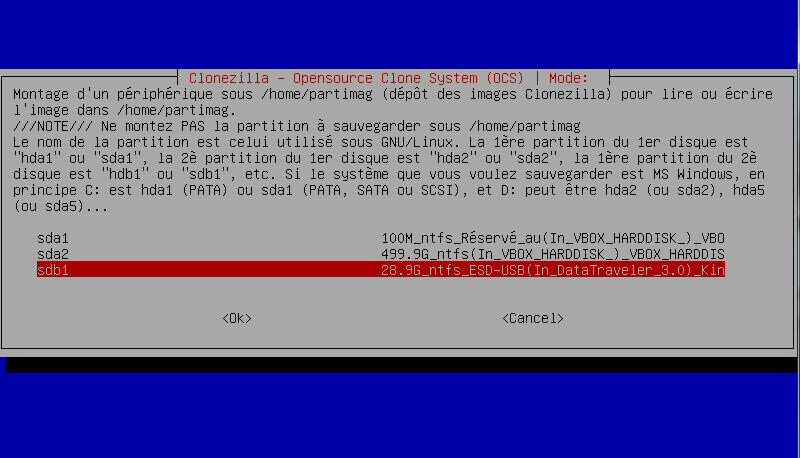 Clonezilla - Opensource Clone System (OCS) | Mode:
Montage d'un périphérique sous /home/partimag (dépôt des images Clonezilla) pour lire ou écrire
l'image dans /home/partimag.
///NOTE/// Ne montez PAS la partition à sauvegarder sous /home/partimag
Le nom de la partition est celui utilisé sous GNU/Linux. La 1ère partition du 1er disque est
"hda1" ou "sda1", la 2è partition du 1er disque est "hda2" ou "sda2", la 1ère partition du 2è
disque est "hdb1" ou "sdb1", etc. Si le système que vous voulez sauvegarder est MS Windows, en
principe C: est hda1 (PATA) ou sda1 (PATA, SATA ou SCSI), et D: peut être hda2 (ou sda2), hda5
(ou sda5)...
sda1 100M_ntfs_Réservé_au(In_VBOX_HARDDISK_)_VBO
sda2 499.9G_ntfs(In_VBOX_HARDDISK_)_VBOX_HARDDIS
sdb1 28.9G_ntfs_ESD-USB(In_DataTraveler_3.0)_Kin
<Ok> <Cancel>